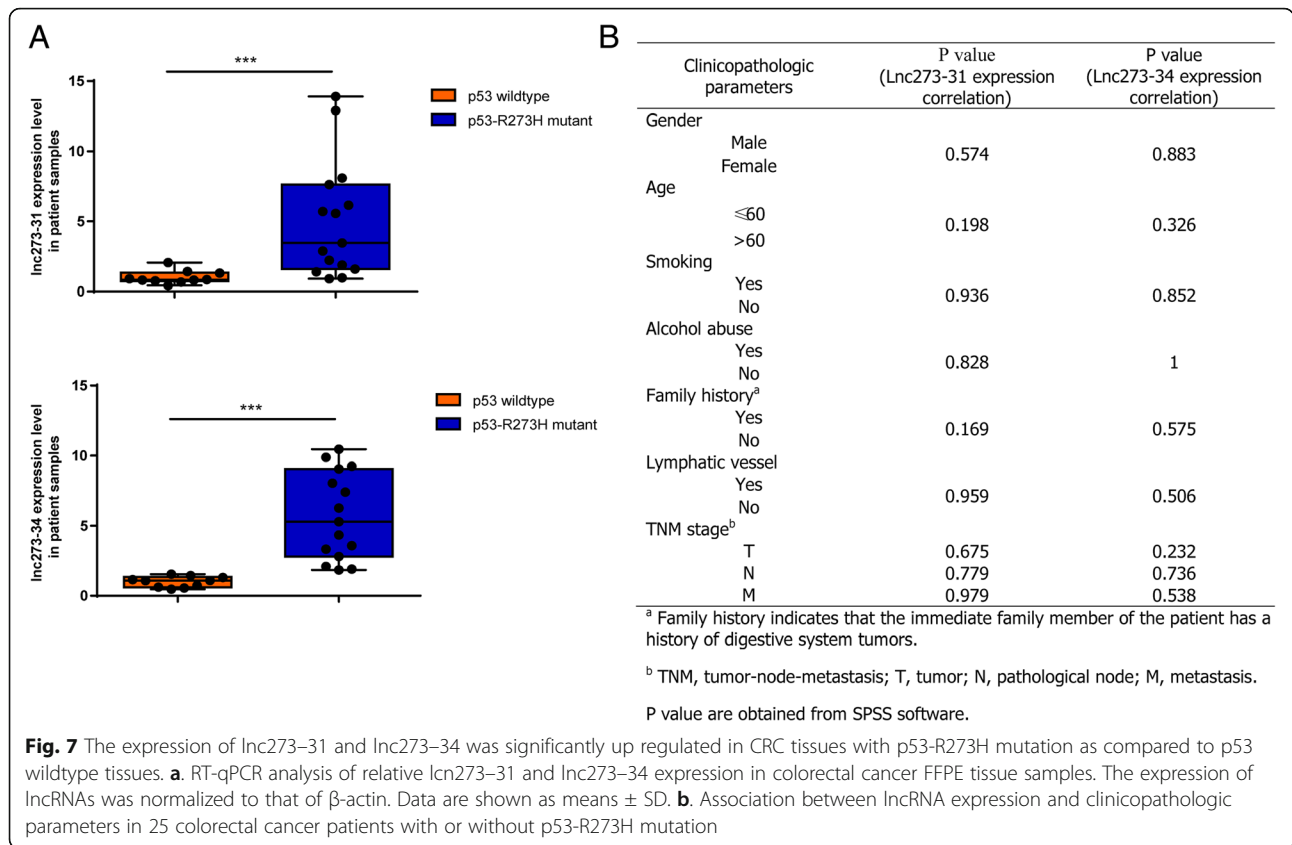 A
***
15
10
5
0
lnc273-31 expression level
in patient samples
p53 wildtype
p53-R273H mutant
***
15
10
5
0
lnc273-34 expression level
in patient samples
p53 wildtype
p53-R273H mutant
B
Clinicopathologic parameters
P value (Lnc273-31 expression correlation)
P value (Lnc273-34 expression correlation)
Gender
Male
Female
0.574
0.883
Age
⩽60
>60
0.198
0.326
Smoking
Yes
No
0.936
0.852
Alcohol abuse
Yes
No
0.828
1
Family historyᵃ
Yes
No
0.169
0.575
Lymphatic vessel
Yes
No
0.959
0.506
TNM stageᵇ
T 0.675 0.232
N 0.779 0.736
M 0.979 0.538
ᵃ Family history indicates that the immediate family member of the patient has a
history of digestive system tumors.
ᵇ TNM, tumor-node-metastasis; T, tumor; N, pathological node; M, metastasis.
P value are obtained from SPSS software.
Fig. 7 The expression of lnc273–31 and lnc273–34 was significantly up regulated in CRC tissues with p53-R273H mutation as compared to p53
wildtype tissues. a. RT-qPCR analysis of relative lcn273–31 and lnc273–34 expression in colorectal cancer FFPE tissue samples. The expression of
lncRNAs was normalized to that of β-actin. Data are shown as means ± SD. b. Association between lncRNA expression and clinicopathologic
parameters in 25 colorectal cancer patients with or without p53-R273H mutation